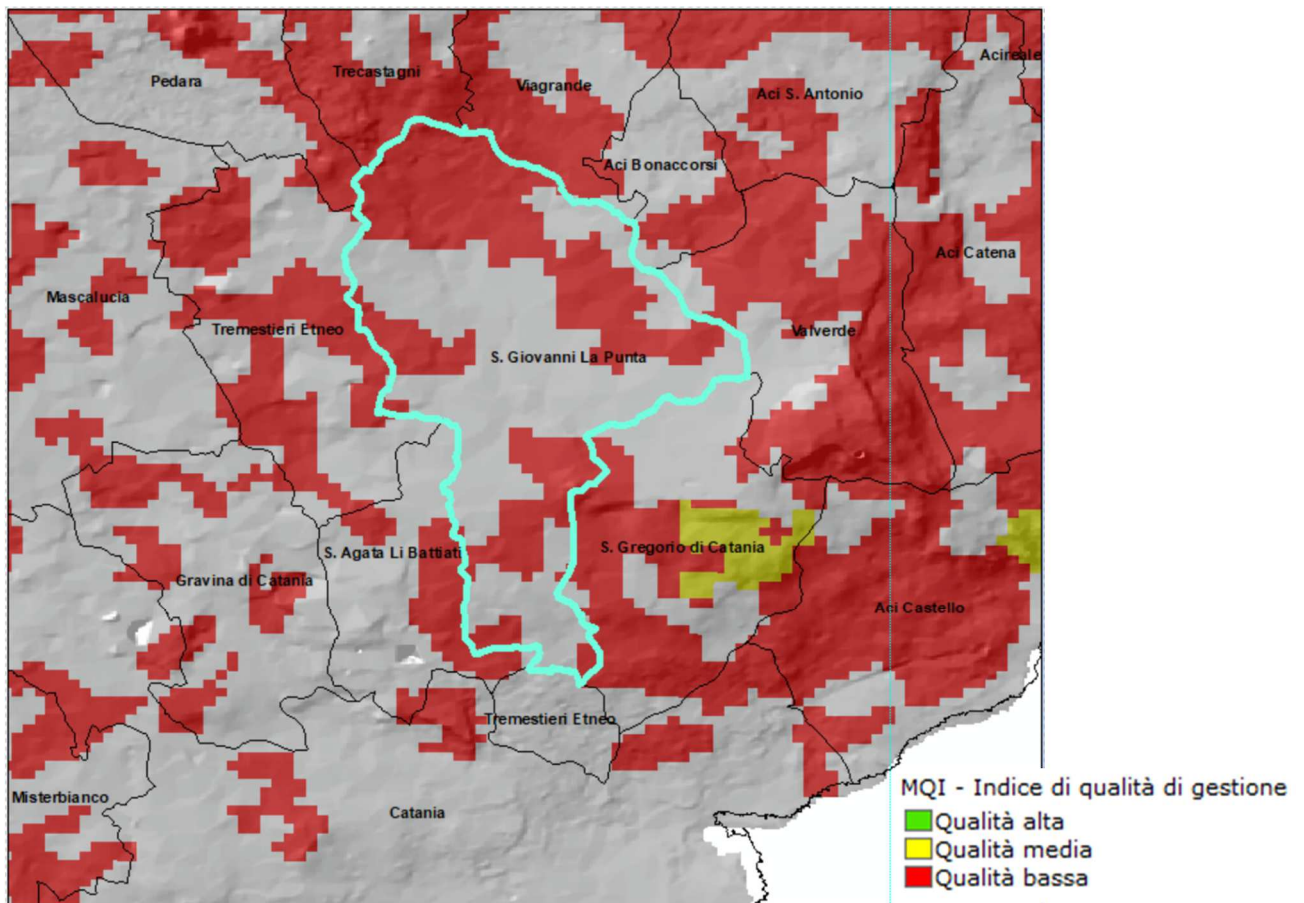 Acireale
Trecastagni
Pedara
Viagrande
Aci S. Antonio
Aci Bonaccorsi
Aci Catena
Mascalucia
Tremestieri Etneo
Valverde
S. Giovanni La Punta
S. Agata Li Battiati
S. Gregorio di Catania
Gravina di Catania
Aci Castello
Tremestieri Etneo
Misterbianco
Catania
MQI - Indice di qualità di gestione
Qualità alta
Qualità media
Qualità bassa